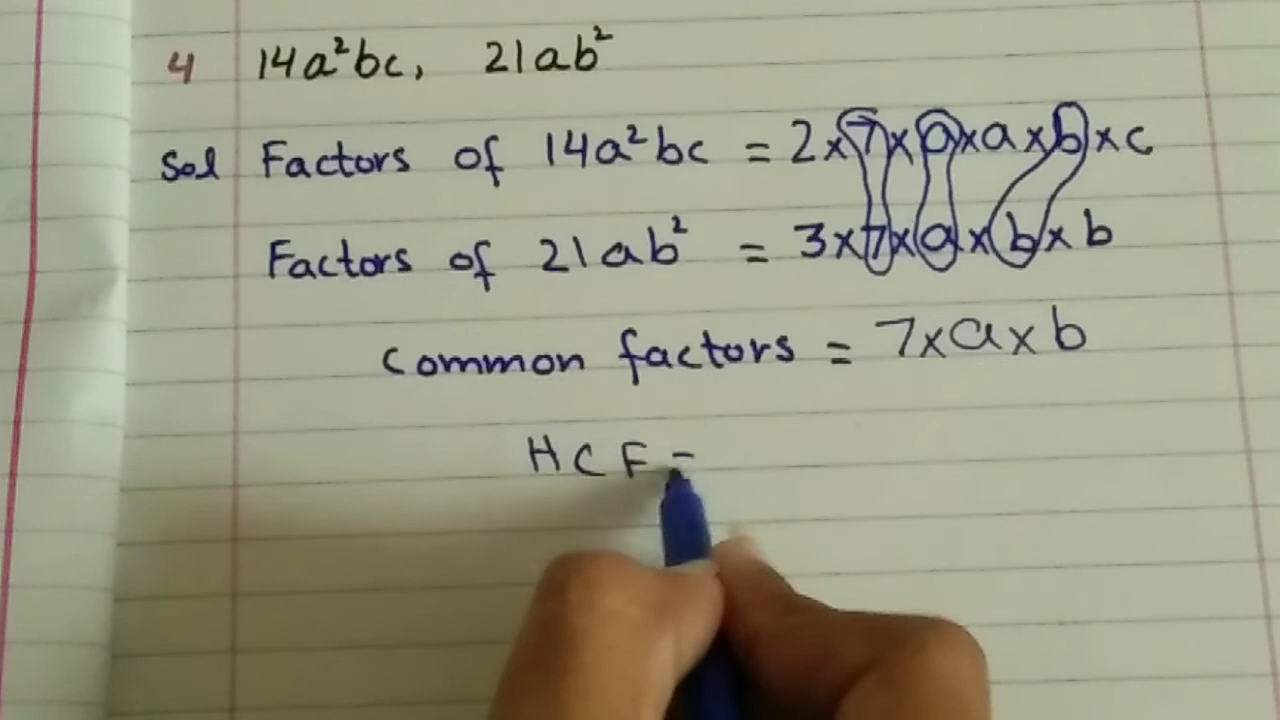 4 14a²bc, 21ab²
Sol Factors of 14a²bc = 2×7×a×a×b×c
Factors of 21ab² = 3×7×a×b×b
Common factors = 7×a×b
HCF =